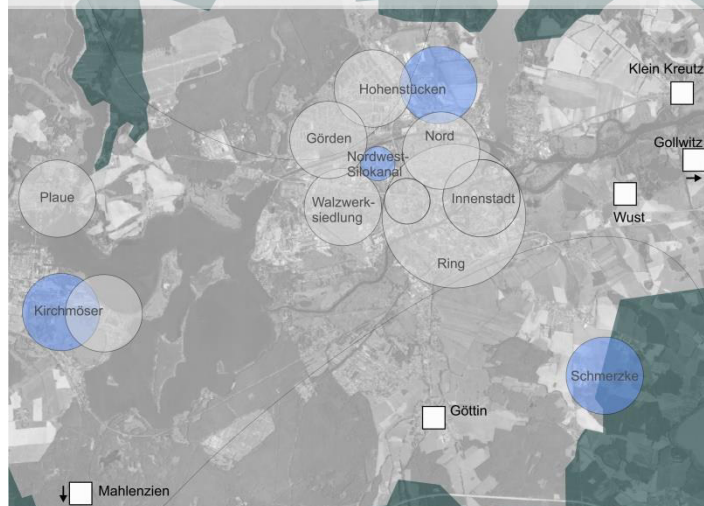 Klein Kreutz
Hohenstücken
Görden
Nord
Gollwitz
Nordwest-
Silokanal
Plaue
Walzwerk-
siedlung
Innenstadt
Wust
Ring
Kirchmöser
Schmerzke
Göttin
Mahlenzien